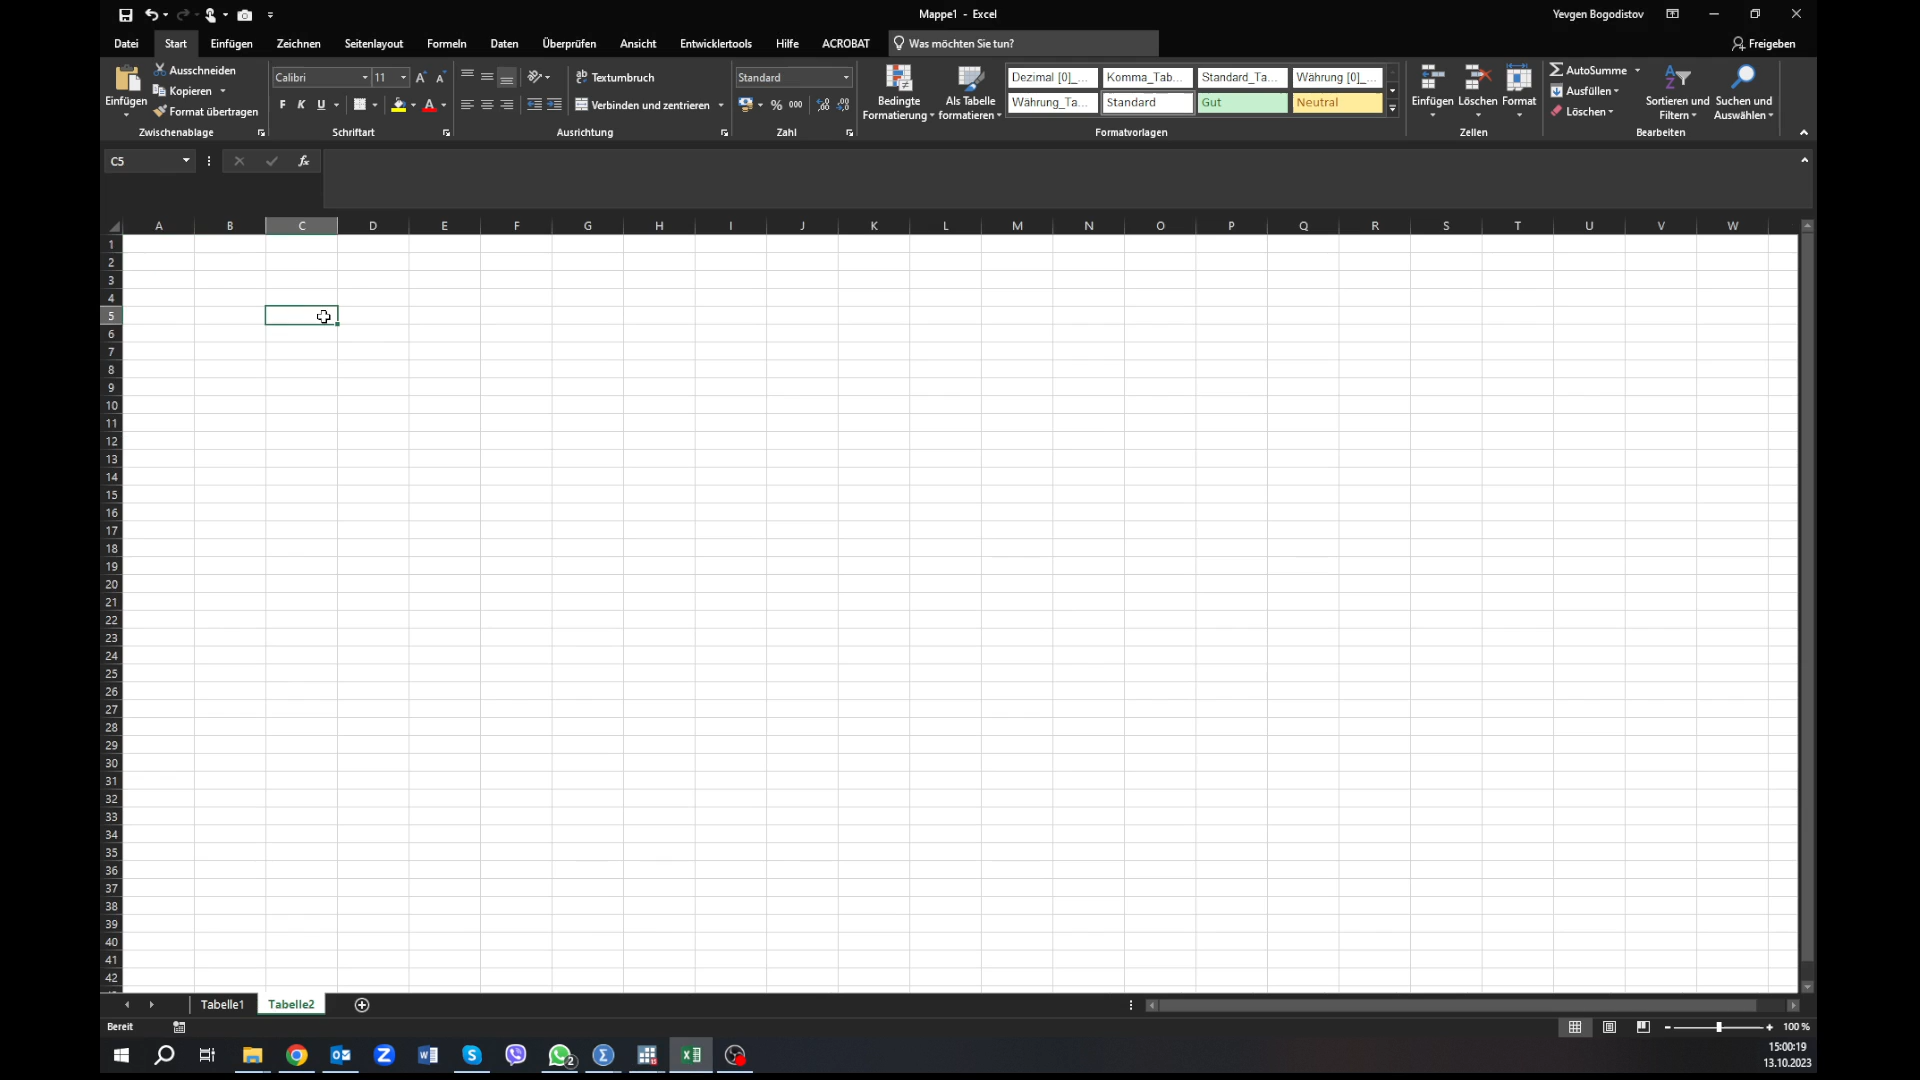 Mappe1 - Excel
Yevgen Bogodistov
Datei Start Einfügen Zeichnen Seitenlayout Formeln Daten Überprüfen Ansicht Entwicklertools Hilfe ACROBAT Was möchten Sie tun? Freigeben
Einfügen
Ausschneiden
Kopieren
Format übertragen
Zwischenablage
Calibri 11
F K U
Schriftart
Textumbruch
Verbinden und zentrieren
Ausrichtung
Standard
% 000
Zahl
Bedingte
Formatierung
Als Tabelle
formatieren
Dezimal [0]_... Komma_Tab... Standard_Ta... Währung [0]_...
Währung_Ta... Standard Gut Neutral
Formatvorlagen
Einfügen Löschen Format
Zellen
AutoSumme
Ausfüllen
Löschen
Sortieren und
Filtern
Suchen und
Auswählen
Bearbeiten
C5
fx
A B C D E F G H I J K L M N O P Q R S T U V W
1
2
3
4
5
6
7
8
9
10
11
12
13
14
15
16
17
18
19
20
21
22
23
24
25
26
27
28
29
30
31
32
33
34
35
36
37
38
39
40
41
42
Tabelle1 Tabelle2
Bereit
100 %
15:00:19
13.10.2023